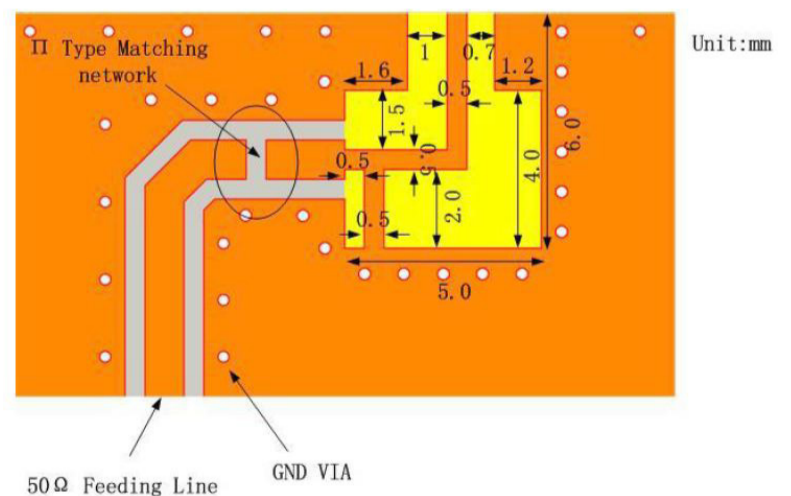 Π Type Matching
network
Unit:mm
1
0.7
1.6
1.2
0.5
1.5
0.5
0.5
4.0
6.0
0.5
2.0
5.0
50Ω Feeding Line
GND VIA